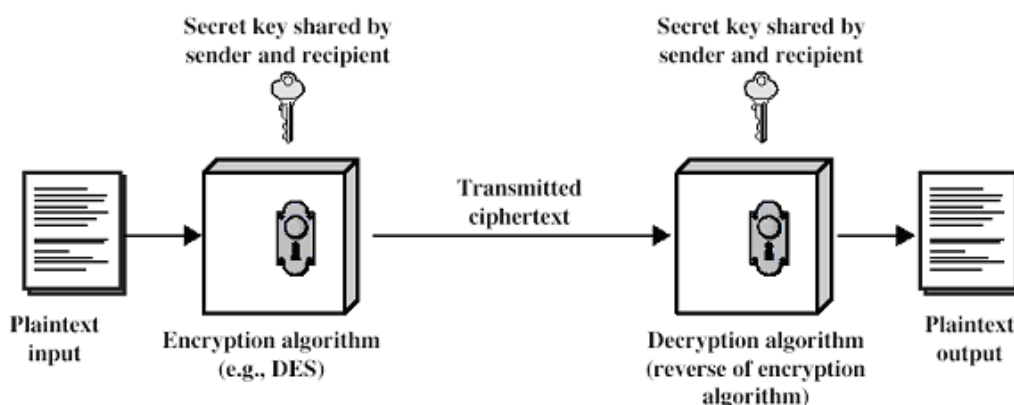 Secret key shared by
sender and recipient
Secret key shared by
sender and recipient
Transmitted
ciphertext
Plaintext
input
Encryption algorithm
(e.g., DES)
Decryption algorithm
(reverse of encryption
algorithm)
Plaintext
output